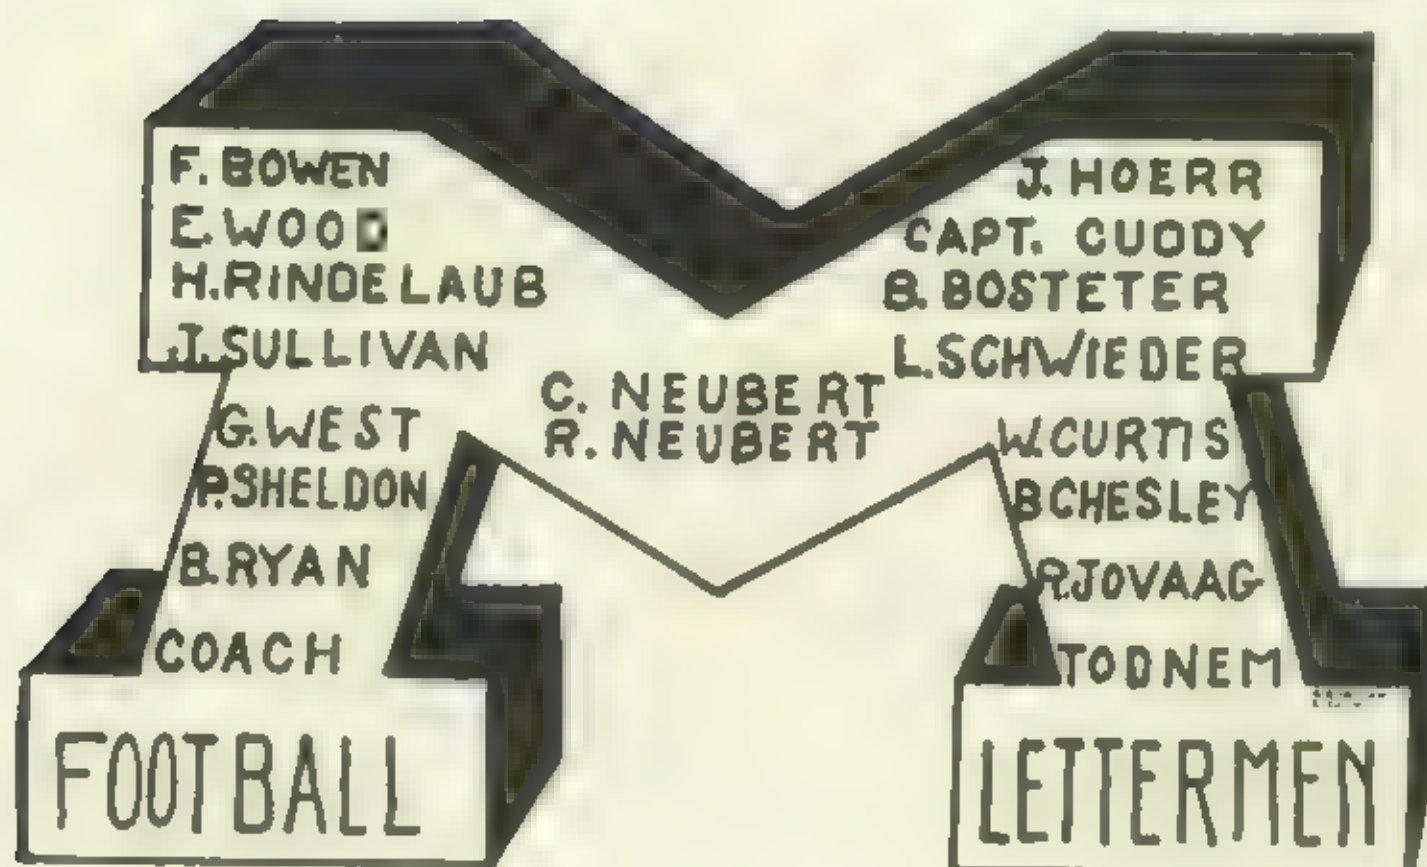 F. BOWEN
E. WOOD
H. RINDELAUB
J. SULLIVAN
G. WEST
P. SHELDON
B. RYAN
COACH
C. NEUBERT
R. NEUBERT
J. HOERR
CAPT. CUDDY
B. BOSTETER
L. SCHWIEDER
W. CURTIS
B CHESLEY
R. JOVAAG
TODNEM
FOOTBALL
LETTERMEN